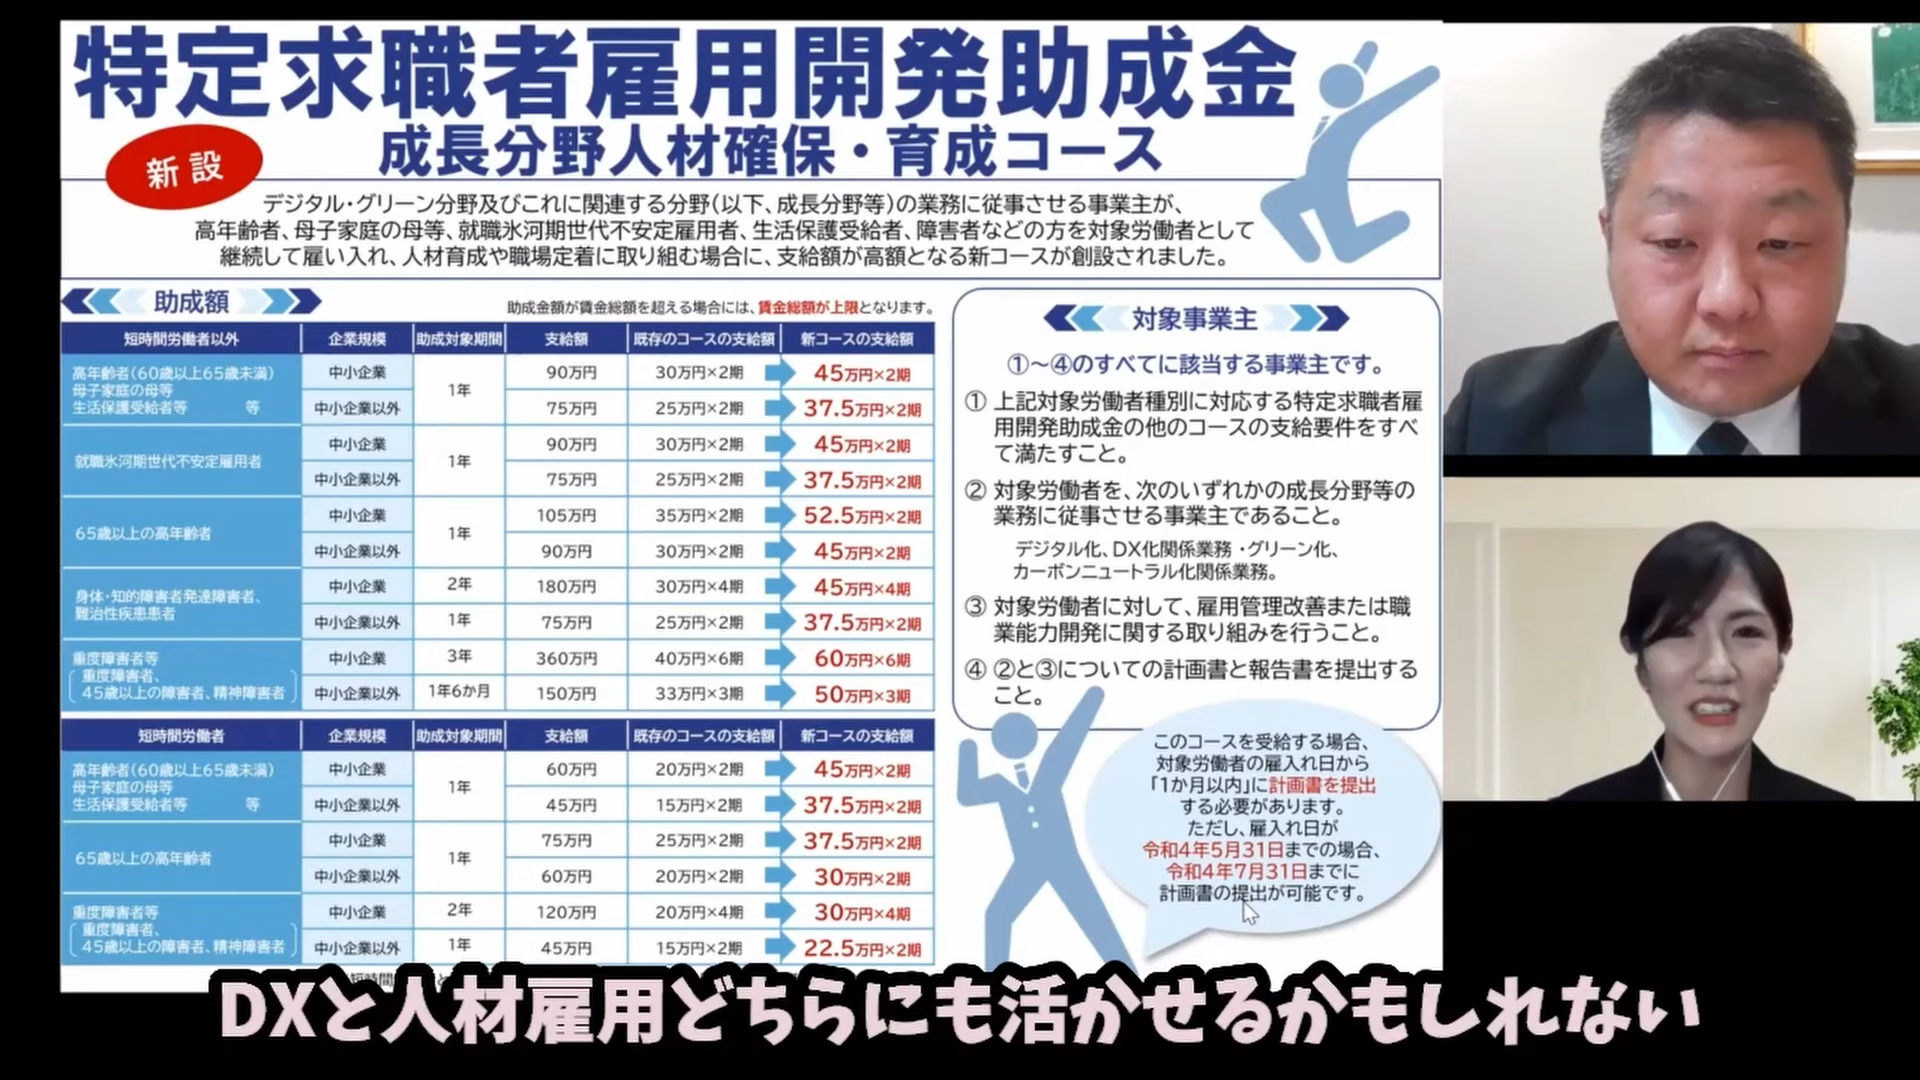 特定求職者雇用開発助成金
成長分野人材確保・育成コース
新設
デジタル・グリーン分野及びこれに関連する分野(以下、成長分野等)の業務に従事させる事業主が、
高年齢者、母子家庭の母等、就職氷河期世代不安定雇用者、生活保護受給者、障害者などの方を対象労働者として
継続して雇い入れ、人材育成や職場定着に取り組む場合に、支給額が高額となる新コースが創設されました。
助成額
助成金額が賃金総額を超える場合には、賃金総額が上限となります。
短時間労働者以外 企業規模 助成対象期間 支給額 既存のコースの支給額 新コースの支給額
高年齢者(60歳以上65歳未満)
母子家庭の母等
生活保護受給者等 等
中小企業 1年 90万円 30万円×2期 45万円×2期
中小企業以外 75万円 25万円×2期 37.5万円×2期
就職氷河期世代不安定雇用者
中小企業 1年 90万円 30万円×2期 45万円×2期
中小企業以外 75万円 25万円×2期 37.5万円×2期
65歳以上の高年齢者
中小企業 1年 105万円 35万円×2期 52.5万円×2期
中小企業以外 90万円 30万円×2期 45万円×2期
身体・知的障害者発達障害者、
難治性疾患患者
中小企業 2年 180万円 30万円×4期 45万円×4期
中小企業以外 1年 75万円 25万円×2期 37.5万円×2期
重度障害者等
重度障害者、
45歳以上の障害者、精神障害者
中小企業 3年 360万円 40万円×6期 60万円×6期
中小企業以外 1年6か月 150万円 33万円×3期 50万円×3期
短時間労働者 企業規模 助成対象期間 支給額 既存のコースの支給額 新コースの支給額
高年齢者(60歳以上65歳未満)
母子家庭の母等
生活保護受給者等 等
中小企業 1年 60万円 20万円×2期 45万円×2期
中小企業以外 45万円 15万円×2期 37.5万円×2期
65歳以上の高年齢者
中小企業 1年 75万円 25万円×2期 37.5万円×2期
中小企業以外 60万円 20万円×2期 30万円×2期
重度障害者等
重度障害者、
45歳以上の障害者、精神障害者
中小企業 2年 120万円 20万円×4期 30万円×4期
中小企業以外 1年 45万円 15万円×2期 22.5万円×2期
対象事業主
①~④のすべてに該当する事業主です。
① 上記対象労働者種別に対応する特定求職者雇
用開発助成金の他のコースの支給要件をすべ
て満たすこと。
② 対象労働者を、次のいずれかの成長分野等の
業務に従事させる事業主であること。
デジタル化、DX化関係業務・グリーン化、
カーボンニュートラル化関係業務。
③ 対象労働者に対して、雇用管理改善または職
業能力開発に関する取り組みを行うこと。
④ ②と③についての計画書と報告書を提出する
こと。
このコースを受給する場合、
対象労働者の雇入れ日から
「1か月以内」に計画書を提出
する必要があります。
ただし、雇入れ日が
令和4年5月31日までの場合、
令和4年7月31日までに
計画書の提出が可能です。
DXと人材雇用どちらにも活かせるかもしれない